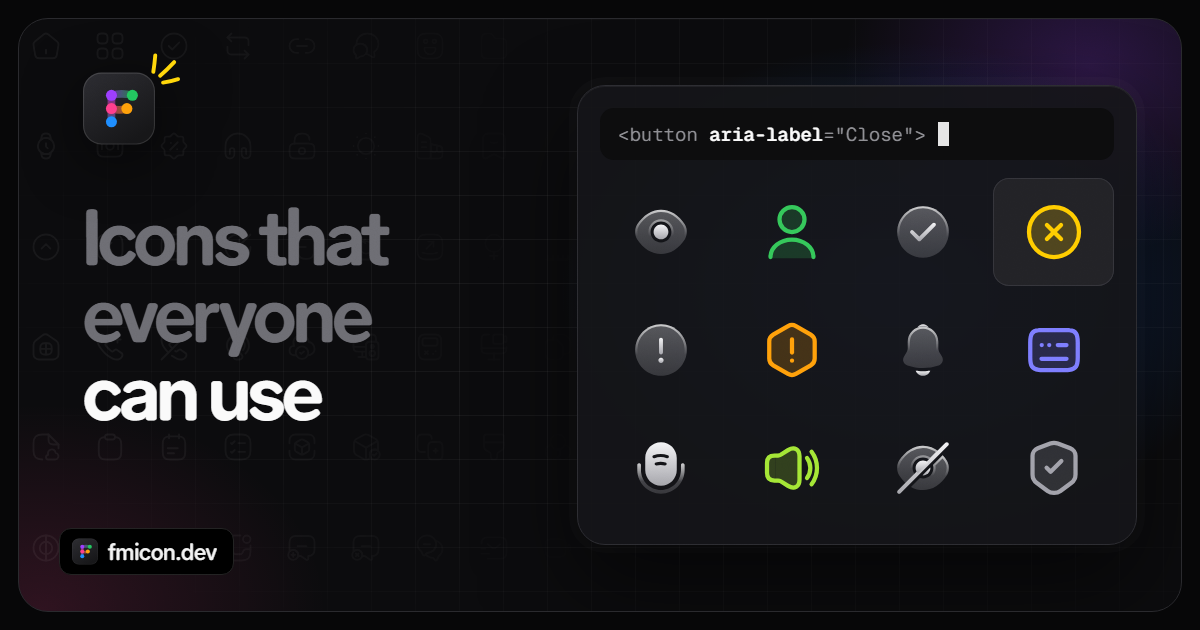 Icons that
everyone
can use
fmicon.dev
<button aria-label="Close">